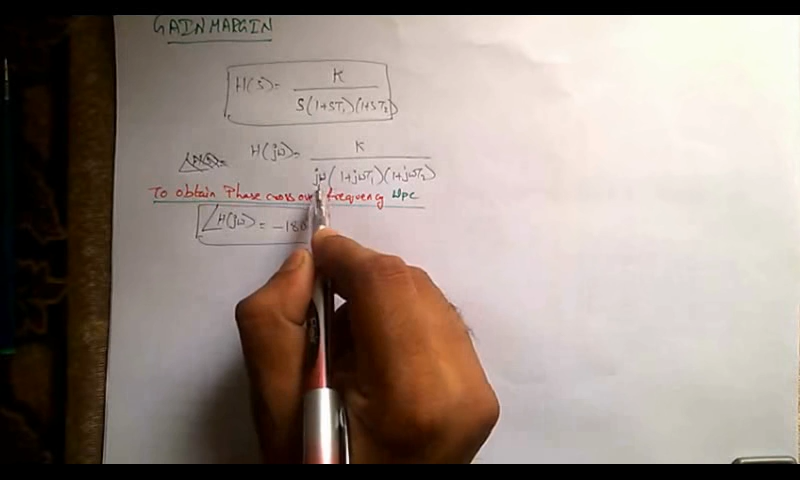 GAIN MARGIN
H(S)= K / S(1+ST1)(1+ST2)
H(jω)= K / jω(1+jωT1)(1+jωT2)
To obtain Phase cross over frequency ωpc
∠H(jω) = -180